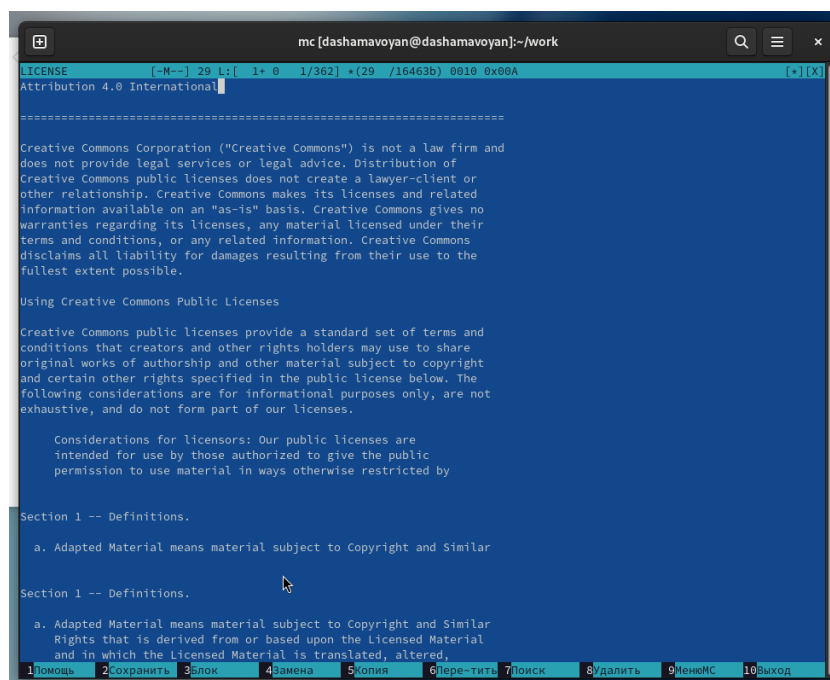 mc [dashamavoyan@dashamavoyan]:~/work
LICENSE [-M--] 29 L:[ 1+ 0 1/362] *(29 /16463b) 0010 0x00A [*][X]
Attribution 4.0 International
=======================================================================
Creative Commons Corporation ("Creative Commons") is not a law firm and
does not provide legal services or legal advice. Distribution of
Creative Commons public licenses does not create a lawyer-client or
other relationship. Creative Commons makes its licenses and related
information available on an "as-is" basis. Creative Commons gives no
warranties regarding its licenses, any material licensed under their
terms and conditions, or any related information. Creative Commons
disclaims all liability for damages resulting from their use to the
fullest extent possible.
Using Creative Commons Public Licenses
Creative Commons public licenses provide a standard set of terms and
conditions that creators and other rights holders may use to share
original works of authorship and other material subject to copyright
and certain other rights specified in the public license below. The
following considerations are for informational purposes only, are not
exhaustive, and do not form part of our licenses.
Considerations for licensors: Our public licenses are
intended for use by those authorized to give the public
permission to use material in ways otherwise restricted by
Section 1 -- Definitions.
a. Adapted Material means material subject to Copyright and Similar
Section 1 -- Definitions.
a. Adapted Material means material subject to Copyright and Similar
Rights that is derived from or based upon the Licensed Material
and in which the Licensed Material is translated, altered,
1Помощь 2Сохранить 3Блок 4Замена 5Копия 6Пере~тить 7Поиск 8Удалить 9МенюМС 10Выход